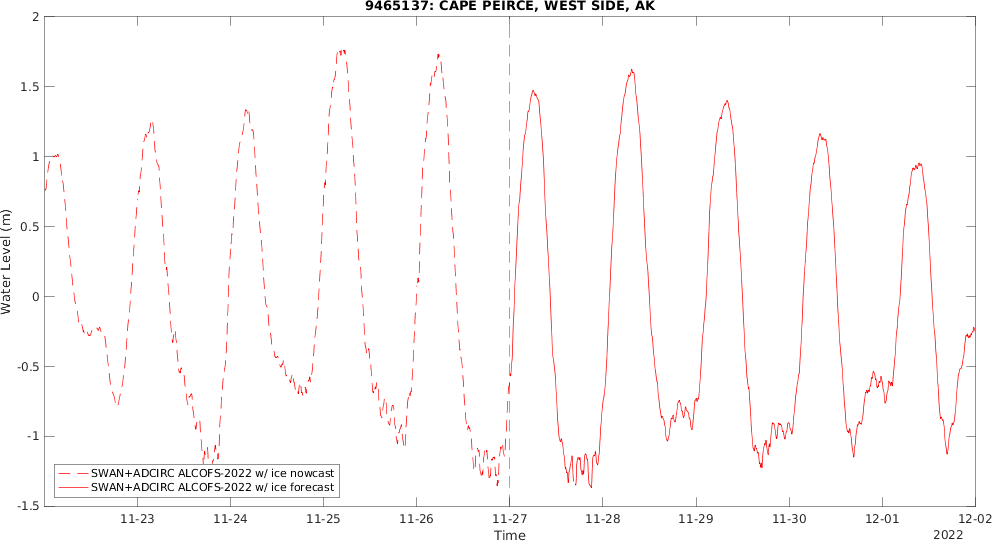 9465137: CAPE PEIRCE, WEST SIDE, AK
2
1.5
1
0.5
0
-0.5
-1
-1.5
Water Level (m)
SWAN+ADCIRC ALCOFS-2022 w/ ice nowcast
SWAN+ADCIRC ALCOFS-2022 w/ ice forecast
11-23 11-24 11-25 11-26 11-27 11-28 11-29 11-30 12-01 12-02
Time
2022